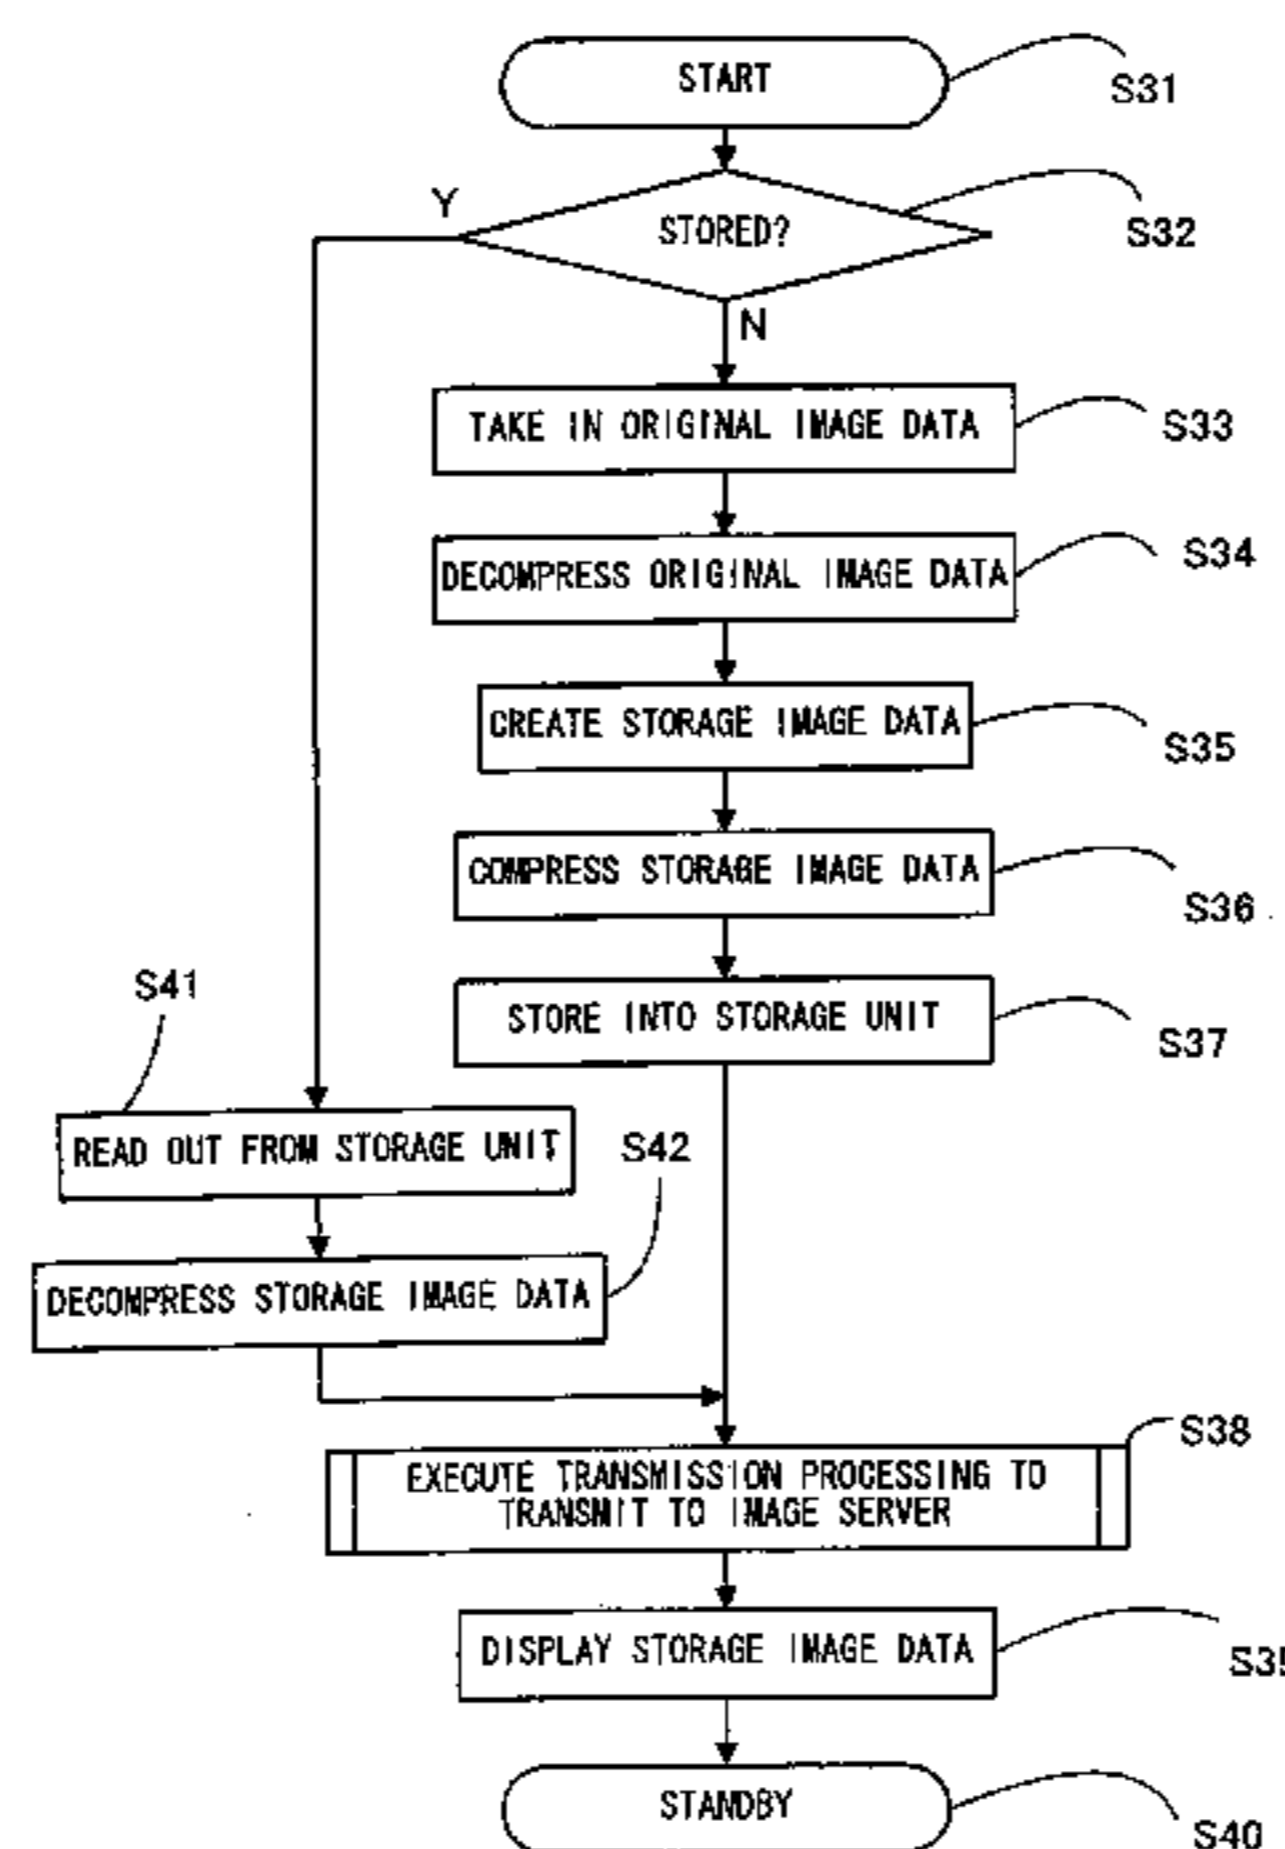 START
S31
Y
STORED?
S32
N
TAKE IN ORIGINAL IMAGE DATA
S33
DECOMPRESS ORIGINAL IMAGE DATA
S34
CREATE STORAGE IMAGE DATA
S35
COMPRESS STORAGE IMAGE DATA
S36
S41
STORE INTO STORAGE UNIT
S37
READ OUT FROM STORAGE UNIT
S42
DECOMPRESS STORAGE IMAGE DATA
S38
EXECUTE TRANSMISSION PROCESSING TO
TRANSMIT TO IMAGE SERVER
DISPLAY STORAGE IMAGE DATA
STANDBY
S40